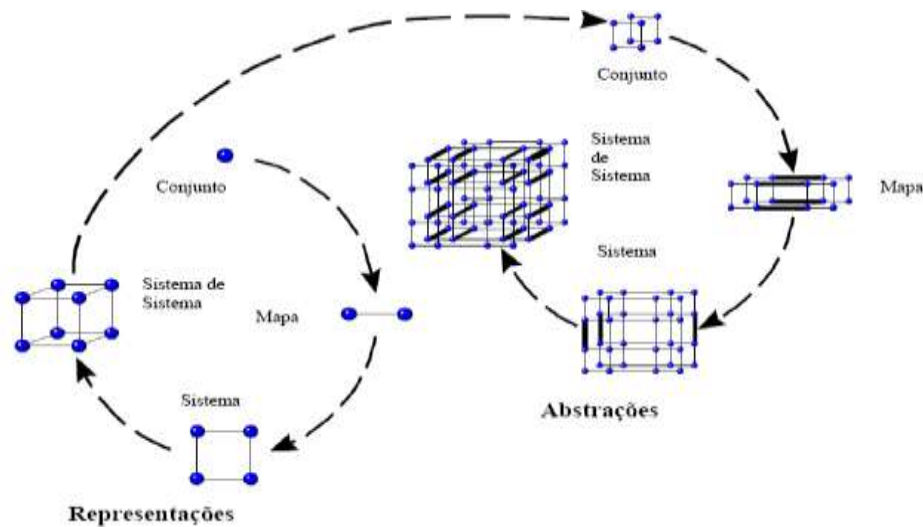 Conjunto
Sistema
de
Sistema
Mapa
Conjunto
Sistema
Sistema de
Sistema
Mapa
Sistema
Abstrações
Representações